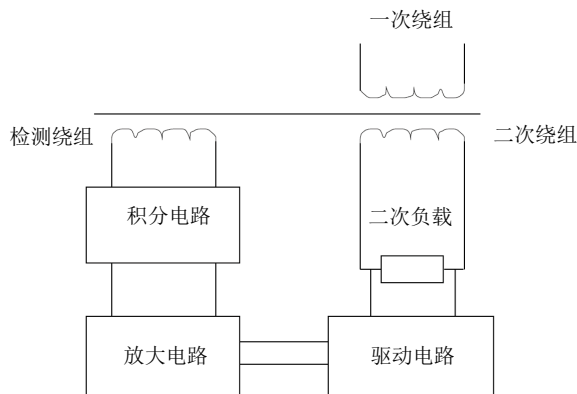 一次绕组
检测绕组
二次绕组
积分电路
二次负载
放大电路
驱动电路